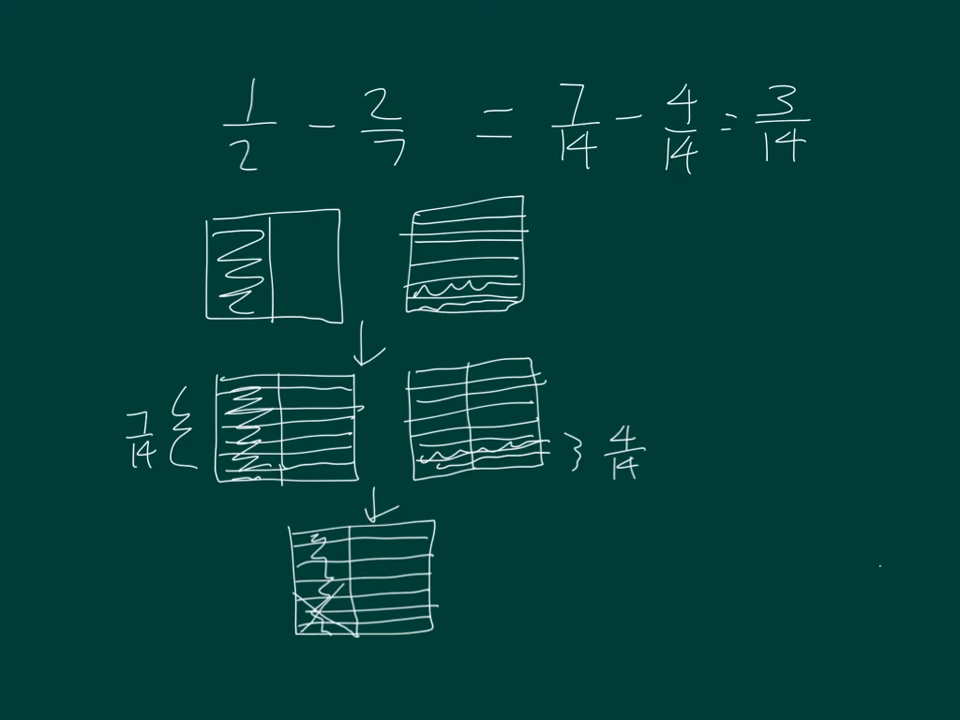 1/2 - 2/7 = 7/14 - 4/14 = 3/14
7/14 {
} 4/14